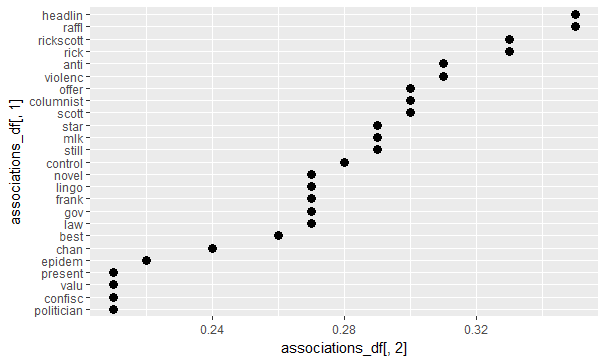 headlin
raffl
rickscott
rick
anti
violenc
offer
columnist
scott
star
mlk
still
control
novel
lingo
frank
gov
law
best
chan
epidem
present
valu
confisc
politician
associations_df[, 1]
0.24 0.28 0.32
associations_df[, 2]